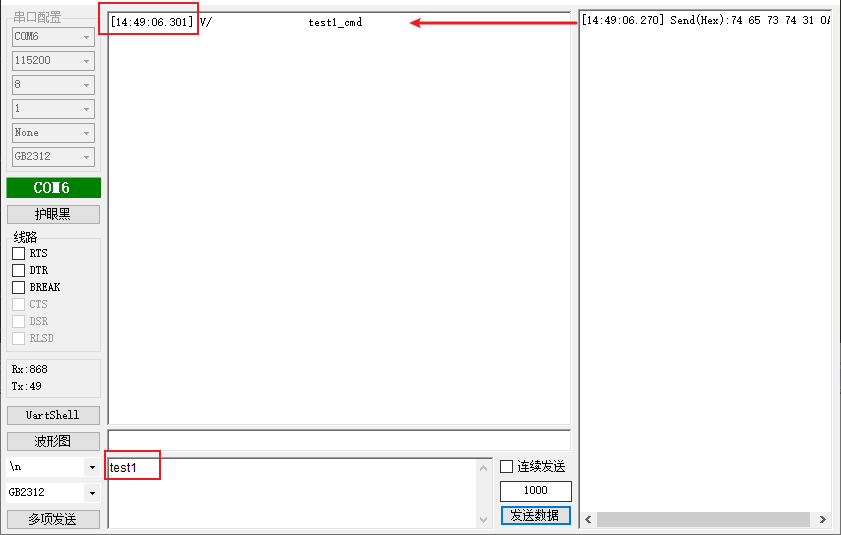 串口配置
COM6
115200
8
1
None
GB2312
COM6
护眼黑
线路
RTS
DTR
BREAK
CTS
DSR
RLSD
Rx:868
Tx:49
UartShell
波形图
\n
GB2312
多项发送
[14:49:06.301] V/ test1_cmd
test1
连续发送
1000
发送数据
[14:49:06.270] Send(Hex):74 65 73 74 31 0A